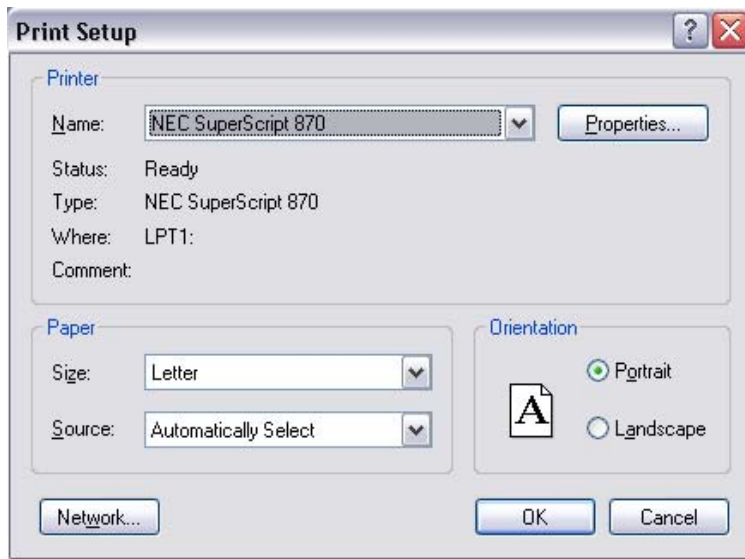 Print Setup
?
Printer
Name: NEC SuperScript 870 Properties...
Status: Ready
Type: NEC SuperScript 870
Where: LPT1:
Comment:
Paper
Size: Letter
Source: Automatically Select
Orientation
A
Portrait
Landscape
Network... OK Cancel